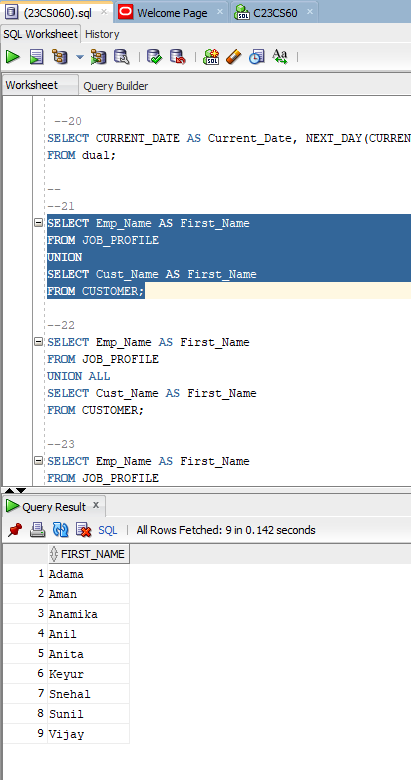 (23CS060).sql × Welcome Page × C23CS60 ×
SQL Worksheet History
Worksheet Query Builder
--20
SELECT CURRENT_DATE AS Current_Date, NEXT_DAY(CURREN
FROM dual;
--
--21
SELECT Emp_Name AS First_Name
FROM JOB_PROFILE
UNION
SELECT Cust_Name AS First_Name
FROM CUSTOMER;
--22
SELECT Emp_Name AS First_Name
FROM JOB_PROFILE
UNION ALL
SELECT Cust_Name AS First_Name
FROM CUSTOMER;
--23
SELECT Emp_Name AS First_Name
FROM JOB_PROFILE
Query Result ×
SQL | All Rows Fetched: 9 in 0.142 seconds
FIRST_NAME
1 Adama
2 Aman
3 Anamika
4 Anil
5 Anita
6 Keyur
7 Snehal
8 Sunil
9 Vijay